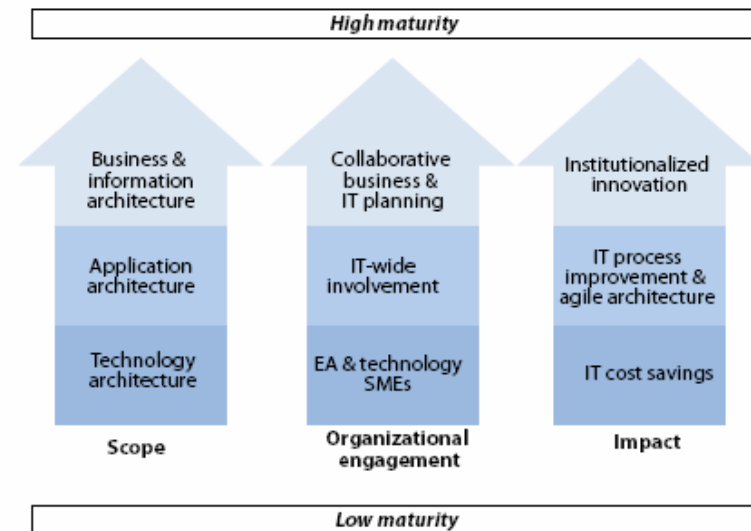 High maturity
Business &
information
architecture
Collaborative
business &
IT planning
Institutionalized
innovation
Application
architecture
IT-wide
involvement
IT process
improvement &
agile architecture
Technology
architecture
EA & technology
SMEs
IT cost savings
Scope
Organizational
engagement
Impact
Low maturity